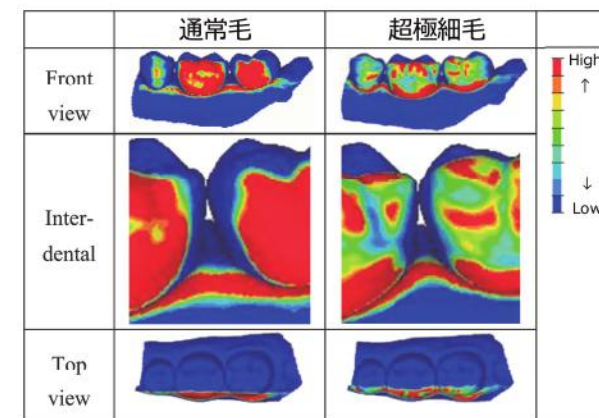 通常毛
超極細毛
Front
view
High
↑
↓
Low
Inter-
dental
Top
view